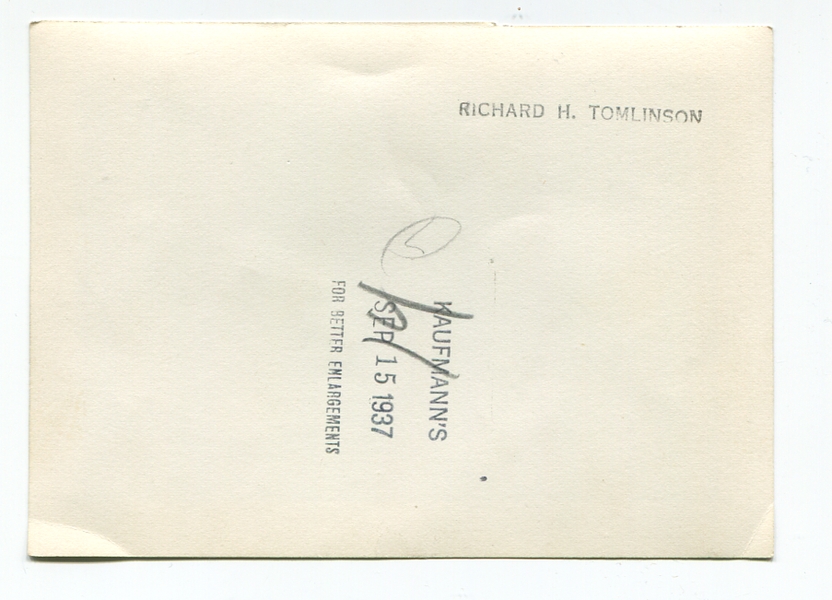 RICHARD H. TOMLINSON
KAUFMANN'S
SEP 15 1937
FOR BETTER ENLARGEMENTS